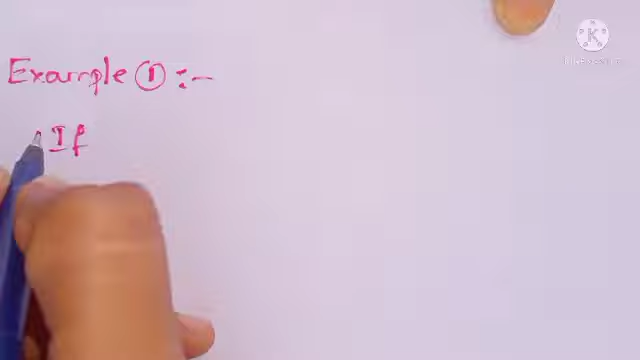 Example ① :-
If